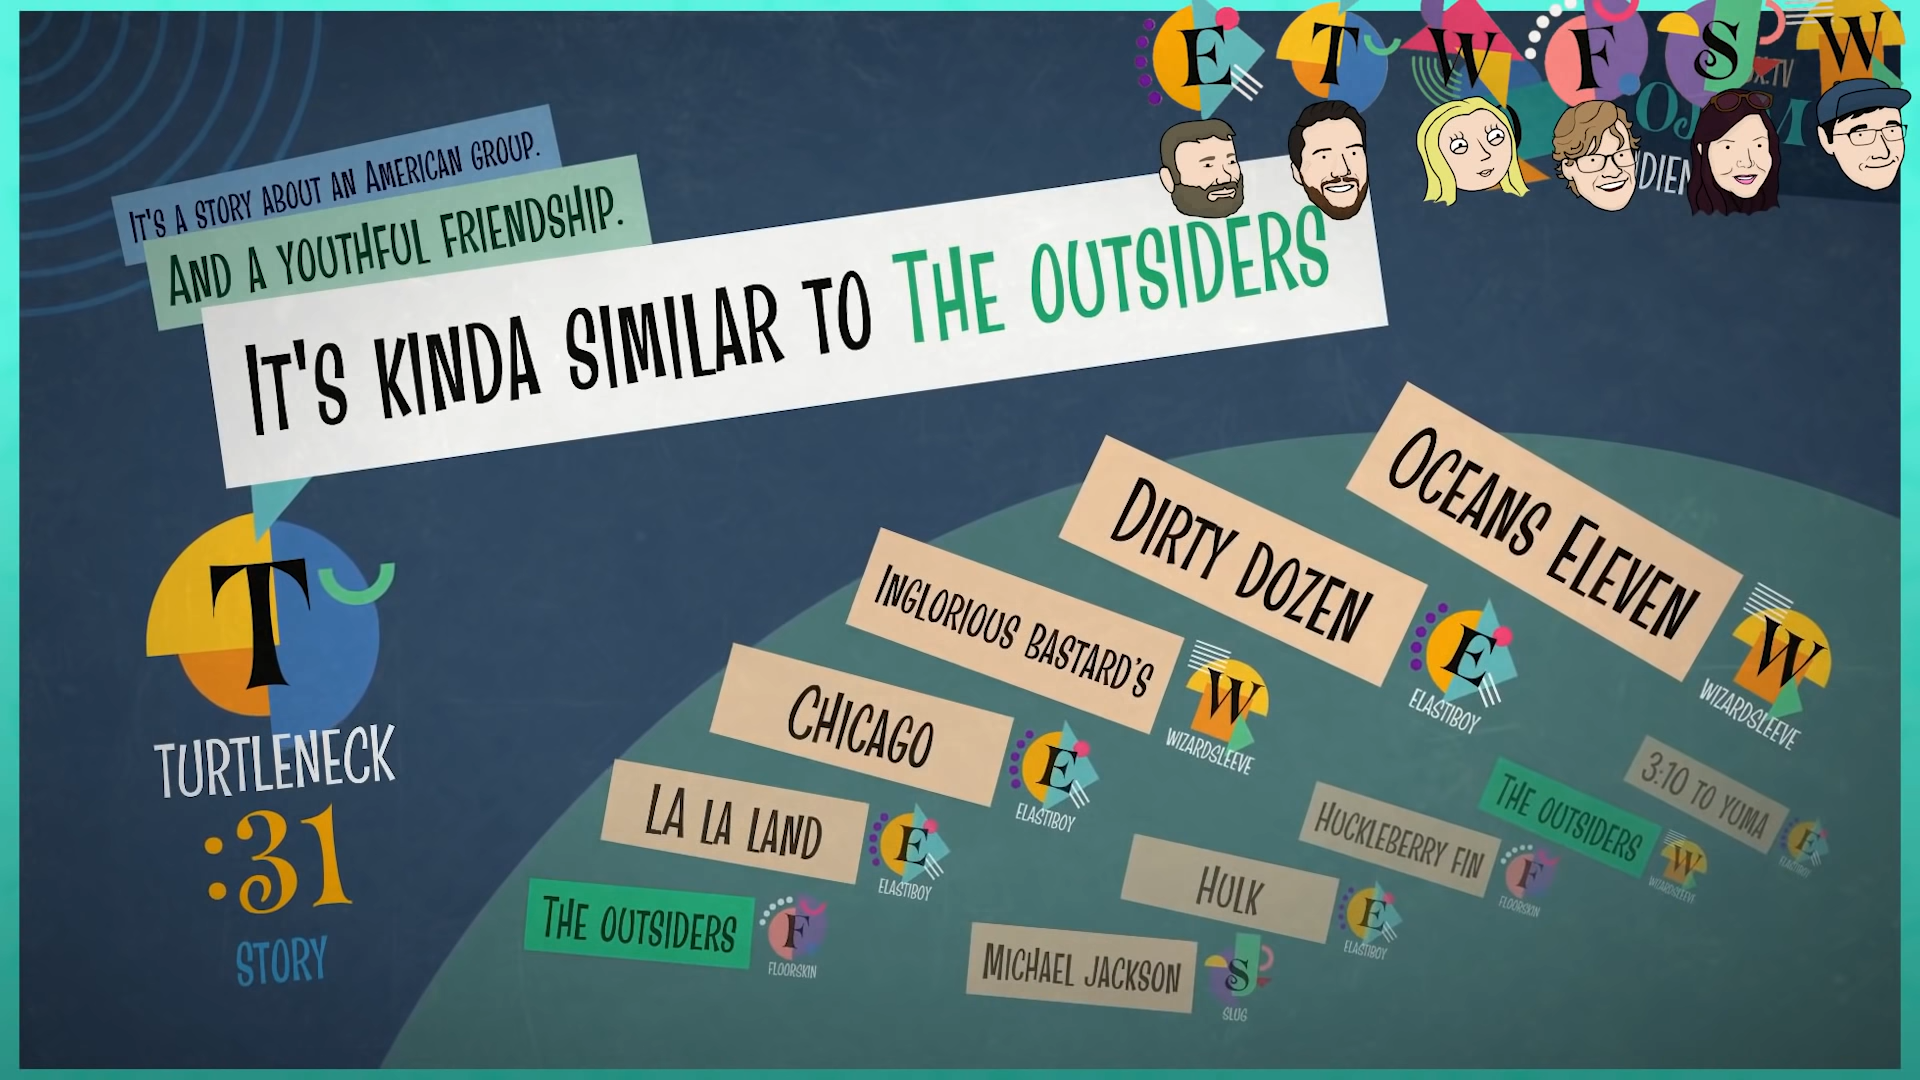 E T W F S W
IT'S A STORY ABOUT AN AMERICAN GROUP.
AND A YOUTHFUL FRIENDSHIP.
IT'S KINDA SIMILAR TO THE OUTSIDERS
T
TURTLENECK
:31
STORY
OCEANS ELEVEN
W
WIZARDSLEEVE
DIRTY DOZEN
E
ELASTIBOY
INGLORIOUS BASTARD'S
W
WIZARDSLEEVE
CHICAGO
E
ELASTIBOY
LA LA LAND
E
ELASTIBOY
THE OUTSIDERS
F
FLOORSKIN
3:10 TO YUMA
E
ELASTIBOY
THE OUTSIDERS
W
WIZARDSLEEVE
HUCKLEBERRY FIN
F
FLOORSKIN
HULK
E
ELASTIBOY
MICHAEL JACKSON
S
SLUG